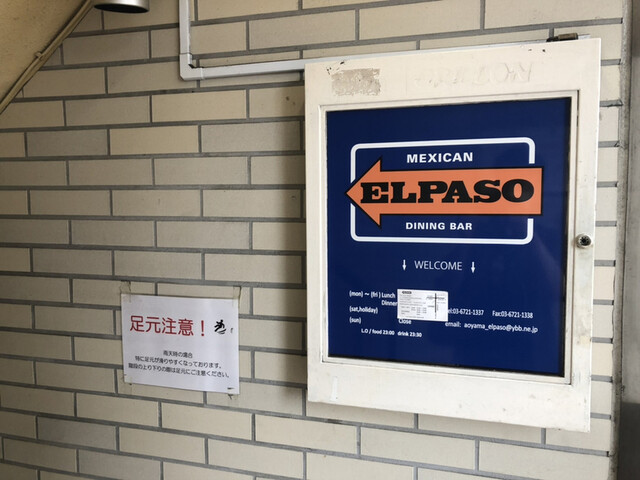 MEXICAN
ELPASO
DINING BAR
WELCOME
(mon) ～ (fri) Lunch
Dinner
tel:03-6721-1337 Fax:03-6721-1338
(sat,holiday)
(sun) Close
email: aoyama_elpaso@ybb.ne.jp
L.O / food 23:00 drink 23:30
足元注意！
雨天時の場合
特に足元が滑りやすくなっております。
階段の上り下りの際は足元にご注意ください。